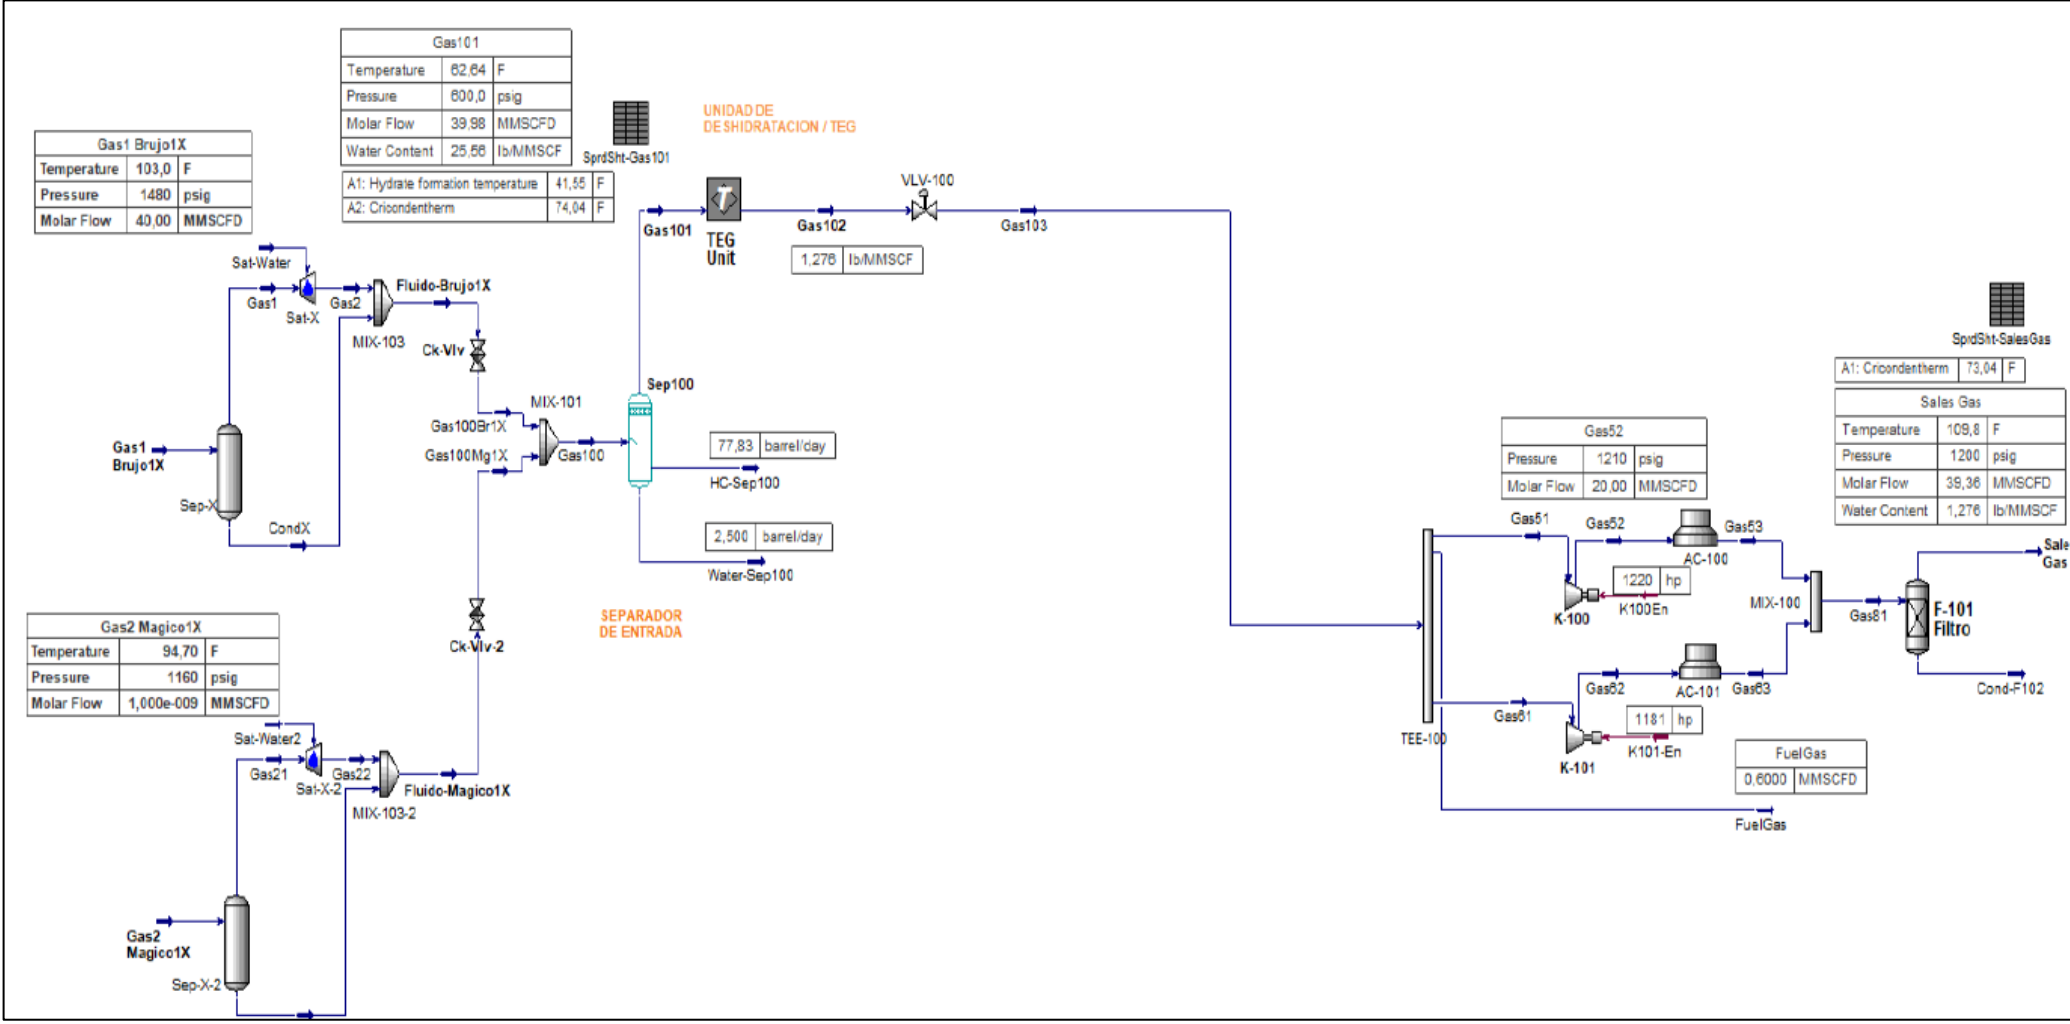 Gas101
Temperature 62,64 F
Pressure 600,0 psig
Molar Flow 39,98 MMSCFD
Water Content 25,56 lb/MMSCF
A1: Hydrate formation temperature 41,55 F
A2: Cricondentherm 74,04 F
SprdSht-Gas101
UNIDAD DE
DESHIDRATACION / TEG
Gas1 Brujo1X
Temperature 103,0 F
Pressure 1480 psig
Molar Flow 40,00 MMSCFD
VLV-100
Gas101
TEG
Unit
Gas102
Gas103
1,276 lb/MMSCF
Sat-Water
Gas1
Sat-X
Gas2
Fluido-Brujo1X
MIX-103
Ck-Vlv
Sep100
MIX-101
Gas100Br1X
Gas100Mg1X
Gas100
Gas1
Brujo1X
Sep-X
CondX
77,83 barrel/day
HC-Sep100
2,500 barrel/day
Water-Sep100
SEPARADOR
DE ENTRADA
SprdSht-SalesGas
A1: Cricondentherm 73,04 F
Sales Gas
Temperature 109,8 F
Pressure 1200 psig
Molar Flow 39,36 MMSCFD
Water Content 1,276 lb/MMSCF
Gas52
Pressure 1210 psig
Molar Flow 20,00 MMSCFD
Gas51
Gas52
Gas53
AC-100
1220 hp
K100En
K-100
MIX-100
Gas81
Sale
Gas
F-101
Filtro
Cond-F102
Gas62
AC-101
Gas63
Gas61
1181 hp
K101-En
K-101
TEE-100
FuelGas
0,6000 MMSCFD
FuelGas
Gas2 Magico1X
Temperature 94,70 F
Pressure 1160 psig
Molar Flow 1,000e-009 MMSCFD
Ck-Vlv-2
Sat-Water2
Gas21
Sat-X-2
Gas22
Fluido-Magico1X
MIX-103-2
Gas2
Magico1X
Sep-X-2